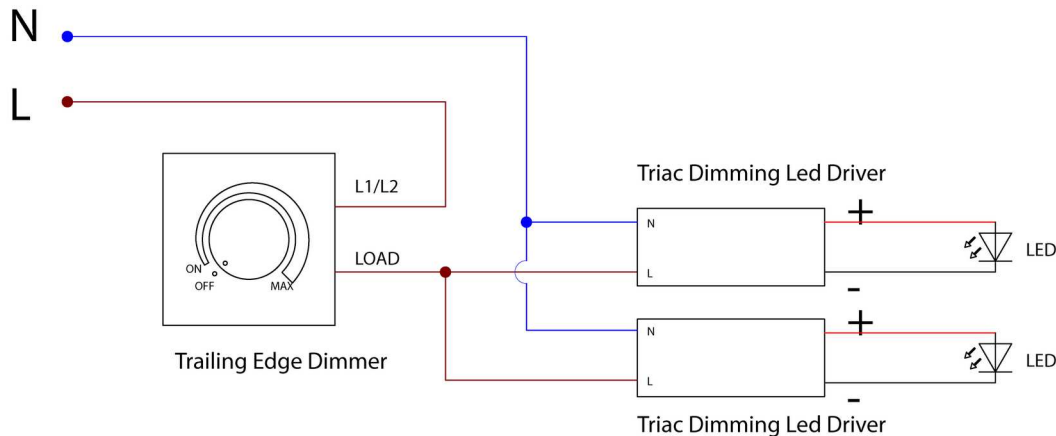 N
L
L1/L2
LOAD
ON
OFF
MAX
Trailing Edge Dimmer
Triac Dimming Led Driver
N
L
+
-
LED
N
L
+
-
LED
Triac Dimming Led Driver